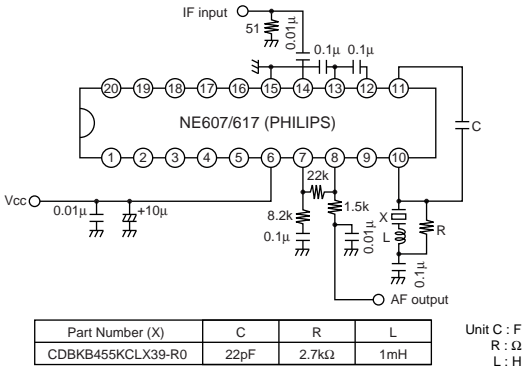 IF input
51
0.01μ
0.1μ 0.1μ
20 19 18 17 16 15 14 13 12 11
NE607/617 (PHILIPS)
C
1 2 3 4 5 6 7 8 9 10
22k
Vcc
0.01μ
+10μ
8.2k
1.5k
0.1μ
0.01μ
X
L
R
0.1μ
AF output
Part Number (X) C R L
CDBKB455KCLX39-R0 22pF 2.7kΩ 1mH
Unit C : F
R : Ω
L : H